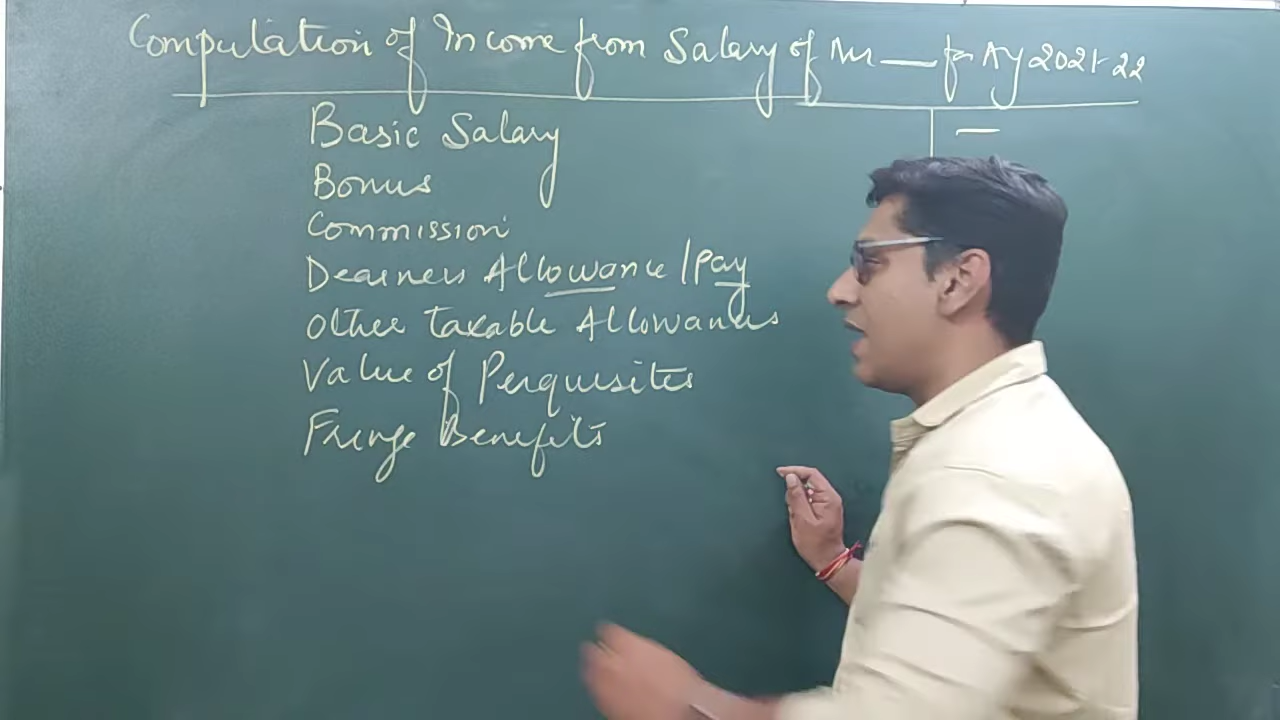 Computation of Income from Salary of Mr — for AY 2021-22
Basic Salary —
Bonus
Commission
Dearness Allowance/Pay
Other Taxable Allowances
Value of Perquisites
Fringe Benefits